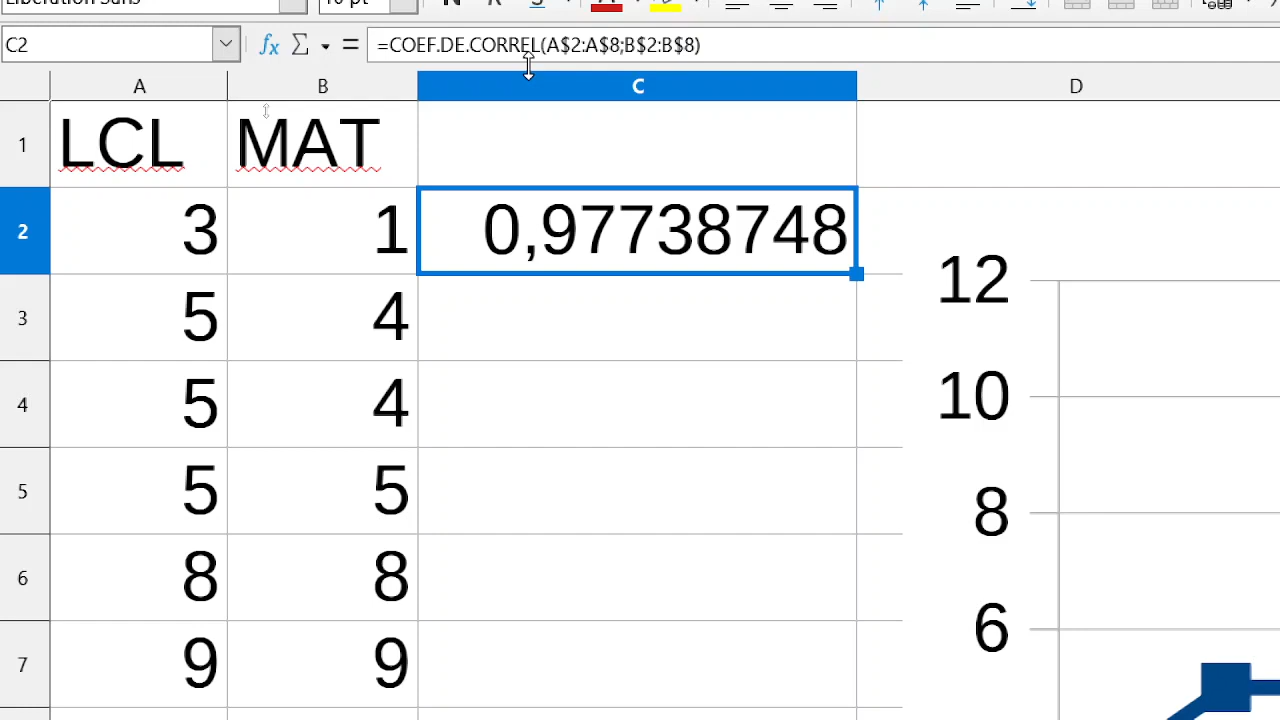 C2 =COEF.DE.CORREL(A$2:A$8;B$2:B$8)
A B C D
1 LCL MAT
2 3 1 0,97738748
3 5 4
4 5 4
5 5 5
6 8 8
7 9 9
12
10
8
6